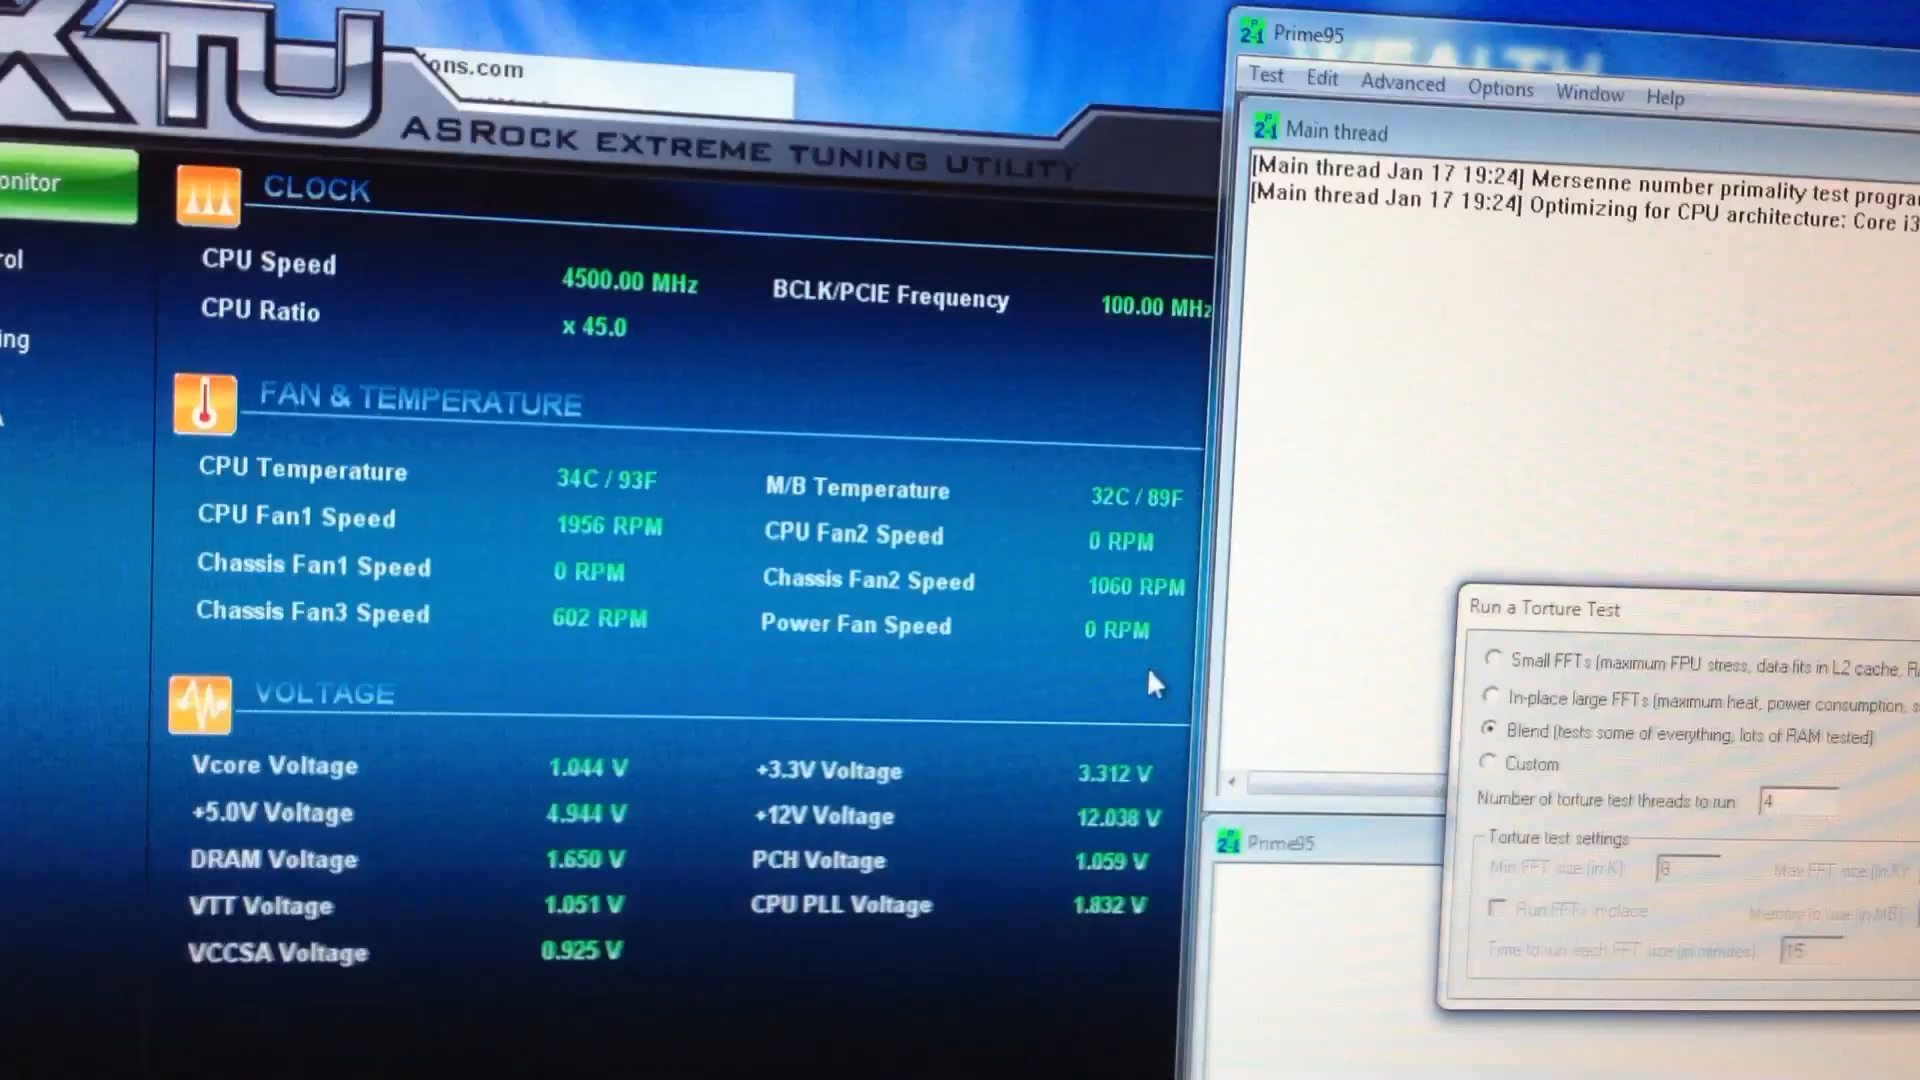 XTU
ons.com
ASROCK EXTREME TUNING UTILITY
onitor
rol
ing
CLOCK
CPU Speed 4500.00 MHz BCLK/PCIE Frequency 100.00 MHz
CPU Ratio x 45.0
FAN & TEMPERATURE
CPU Temperature 34C / 93F M/B Temperature 32C / 89F
CPU Fan1 Speed 1956 RPM CPU Fan2 Speed 0 RPM
Chassis Fan1 Speed 0 RPM Chassis Fan2 Speed 1060 RPM
Chassis Fan3 Speed 602 RPM Power Fan Speed 0 RPM
VOLTAGE
Vcore Voltage 1.044 V +3.3V Voltage 3.312 V
+5.0V Voltage 4.944 V +12V Voltage 12.038 V
DRAM Voltage 1.650 V PCH Voltage 1.059 V
VTT Voltage 1.051 V CPU PLL Voltage 1.832 V
VCCSA Voltage 0.925 V
WEALTH
Prime95
Test Edit Advanced Options Window Help
Main thread
[Main thread Jan 17 19:24] Mersenne number primality test progra
[Main thread Jan 17 19:24] Optimizing for CPU architecture: Core i3
Run a Torture Test
Small FFTs (maximum FPU stress, data fits in L2 cache, RA
In-place large FFTs (maximum heat, power consumption, s
Blend (tests some of everything, lots of RAM tested)
Custom
Number of torture test threads to run: 4
Torture test settings
Min FFT size (in K): 8 Max FFT size (in K):
Run FFTs in-place Memory to use (in MB):
Time to run each FFT size (in minutes): 15
Prime95